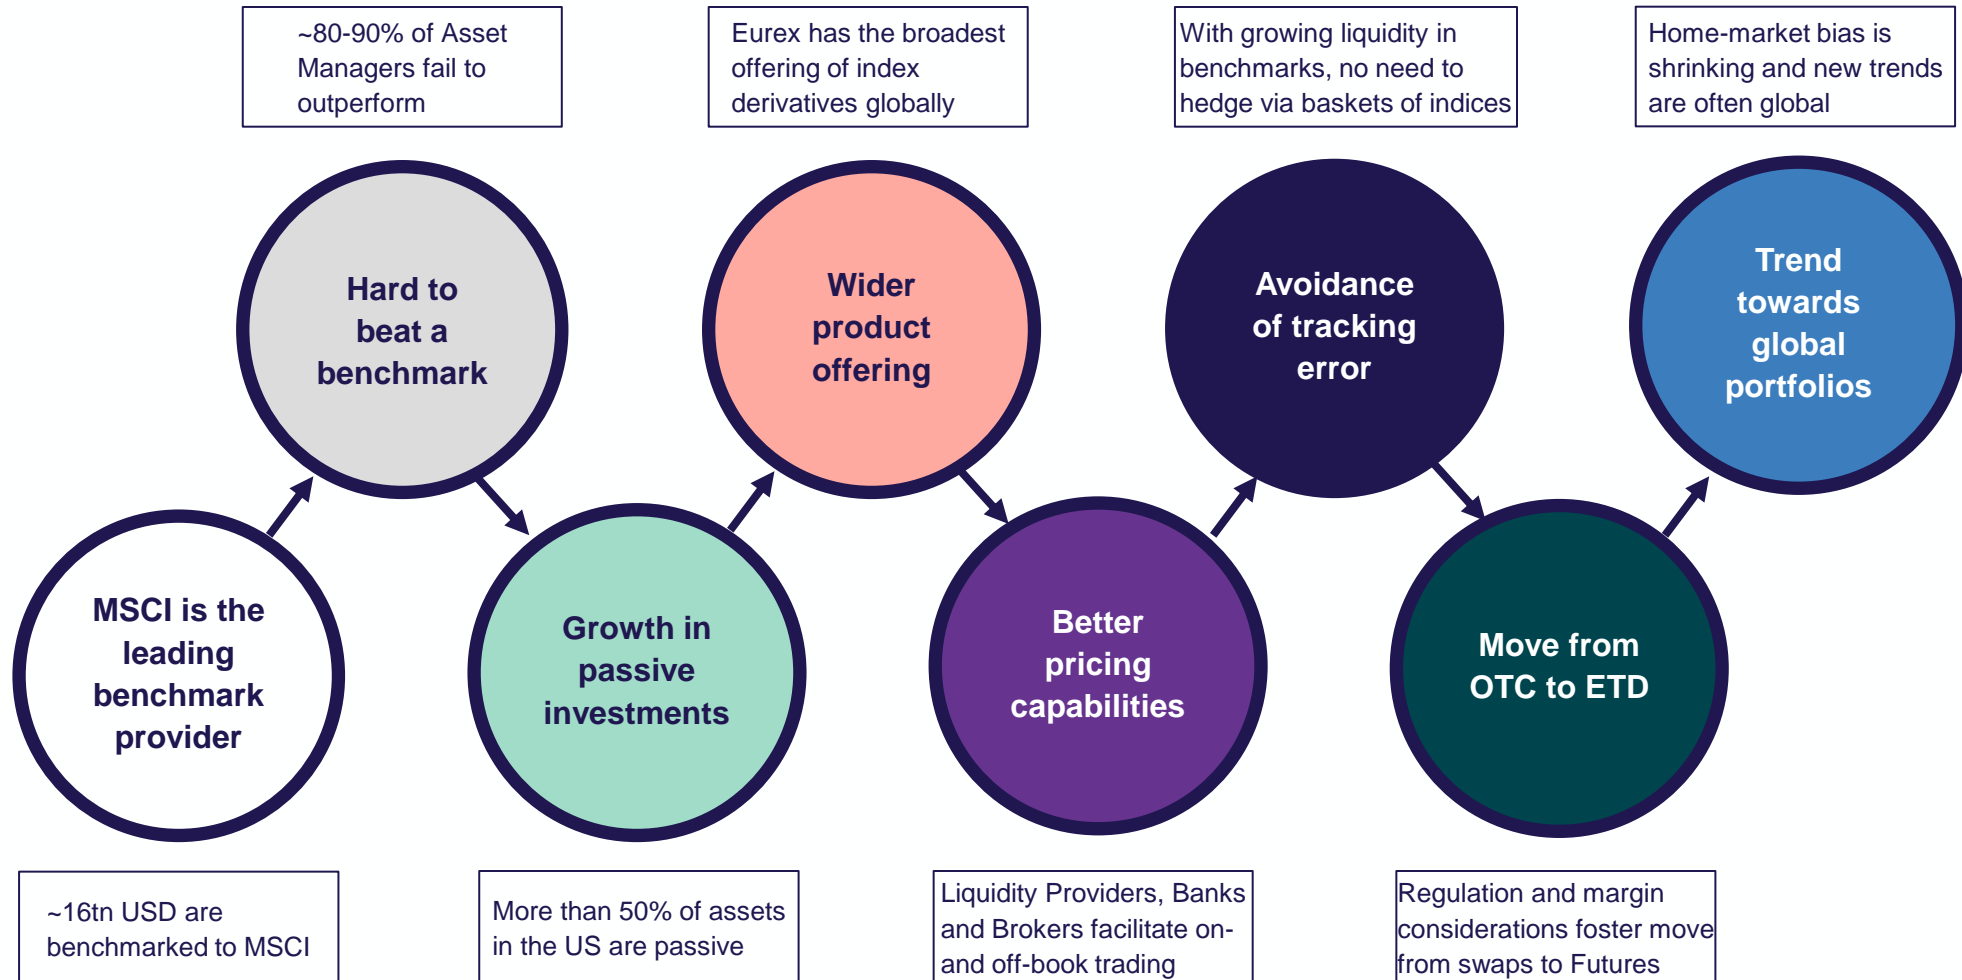 ~80-90% of Asset
Managers fail to
outperform
Eurex has the broadest
offering of index
derivatives globally
With growing liquidity in
benchmarks, no need to
hedge via baskets of indices
Home-market bias is
shrinking and new trends
are often global
Hard to
beat a
benchmark
Wider
product
offering
Avoidance
of tracking
error
Trend
towards
global
portfolios
MSCI is the
leading
benchmark
provider
Growth in
passive
investments
Better
pricing
capabilities
Move from
OTC to ETD
~16tn USD are
benchmarked to MSCI
More than 50% of assets
in the US are passive
Liquidity Providers, Banks
and Brokers facilitate on-
and off-book trading
Regulation and margin
considerations foster move
from swaps to Futures